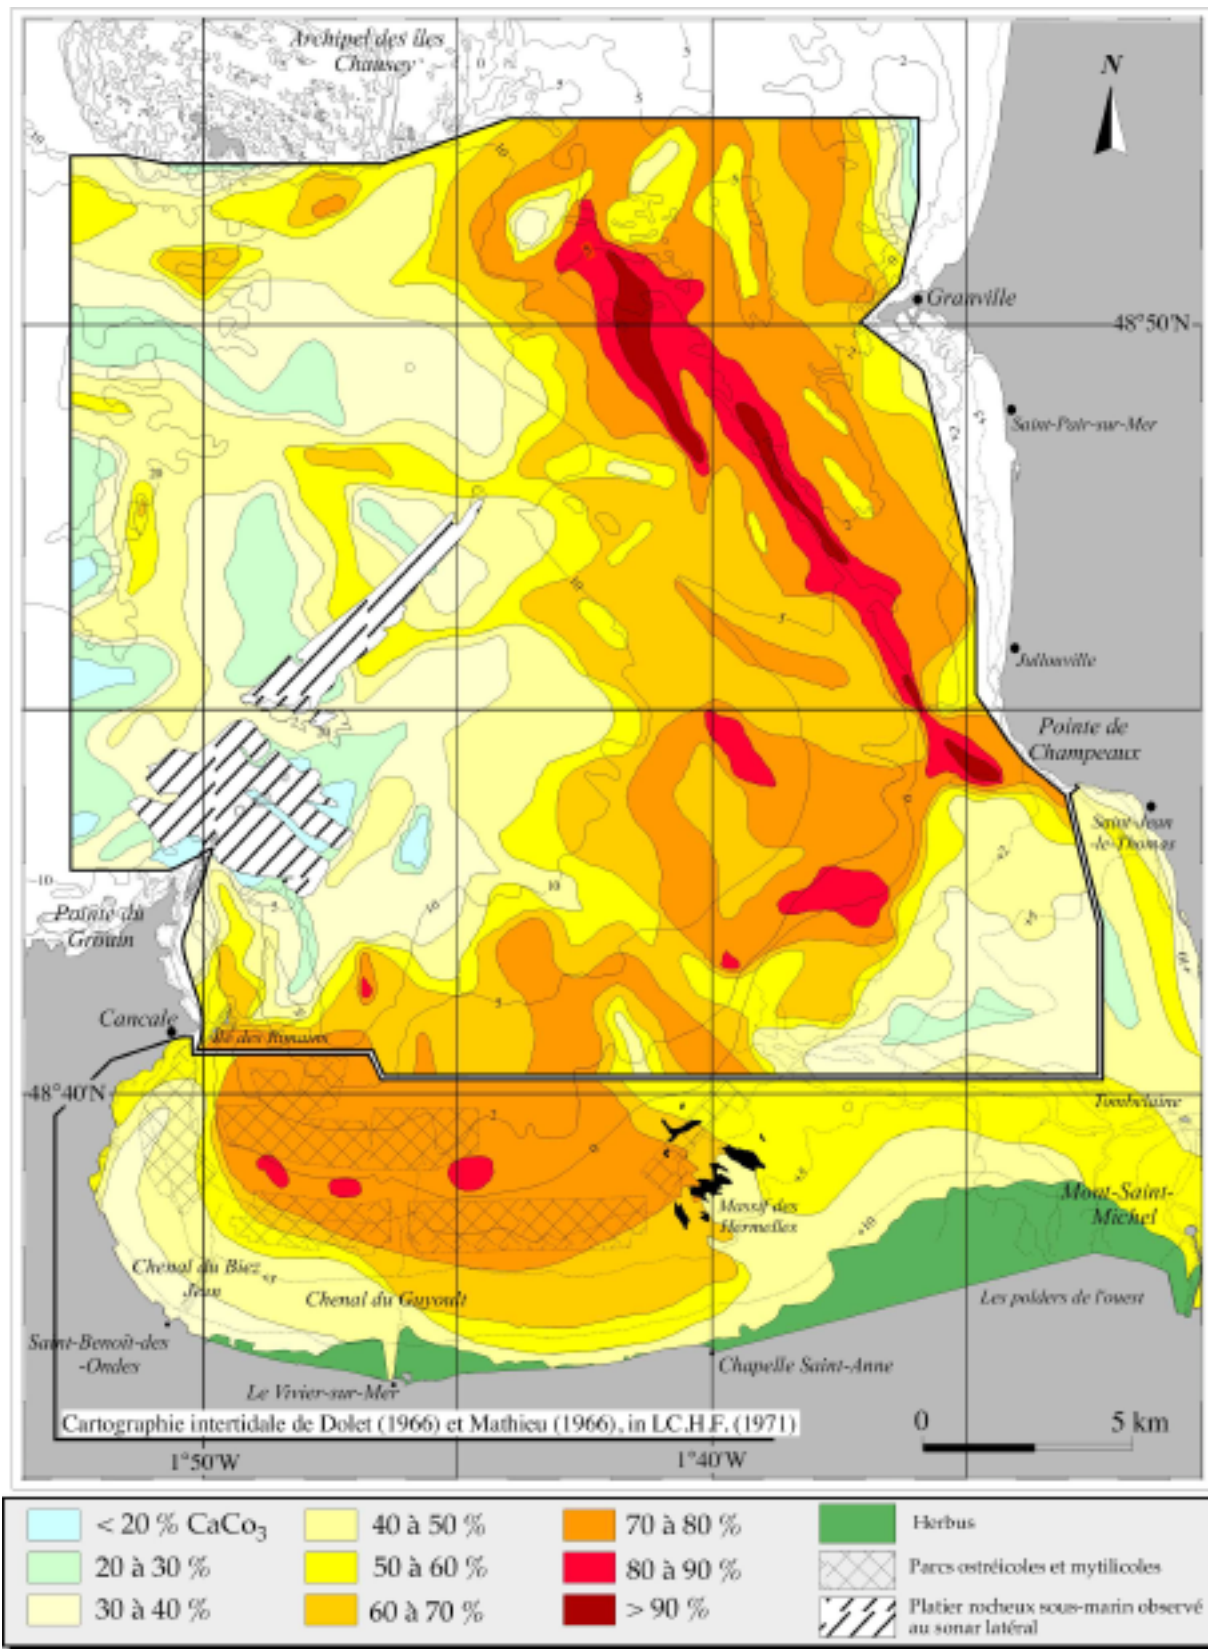 Archipel des îles
Chausey
N
Granville
48°50'N
Saint-Pair-sur-Mer
Jullouville
Pointe de
Champeaux
Saint-Jean
-le-Thomas
Pointe du
Grouin
Cancale
Ile des Rimains
48°40'N
Tombelaine
Mont-Saint-
Michel
Massif des
Hermelles
Chenal du Biez
Jean
Chenal du Guyoult
Les polders de l'ouest
Saint-Benoît-des
-Ondes
Chapelle Saint-Anne
Le Vivier-sur-Mer
Cartographie intertidale de Dolet (1966) et Mathieu (1966), in L.C.H.F. (1971)
0 5 km
1°50'W 1°40'W
< 20 % CaCo3
20 à 30 %
30 à 40 %
40 à 50 %
50 à 60 %
60 à 70 %
70 à 80 %
80 à 90 %
> 90 %
Herbus
Parcs ostréicoles et mytilicoles
Platier rocheux sous-marin observé
au sonar latéral